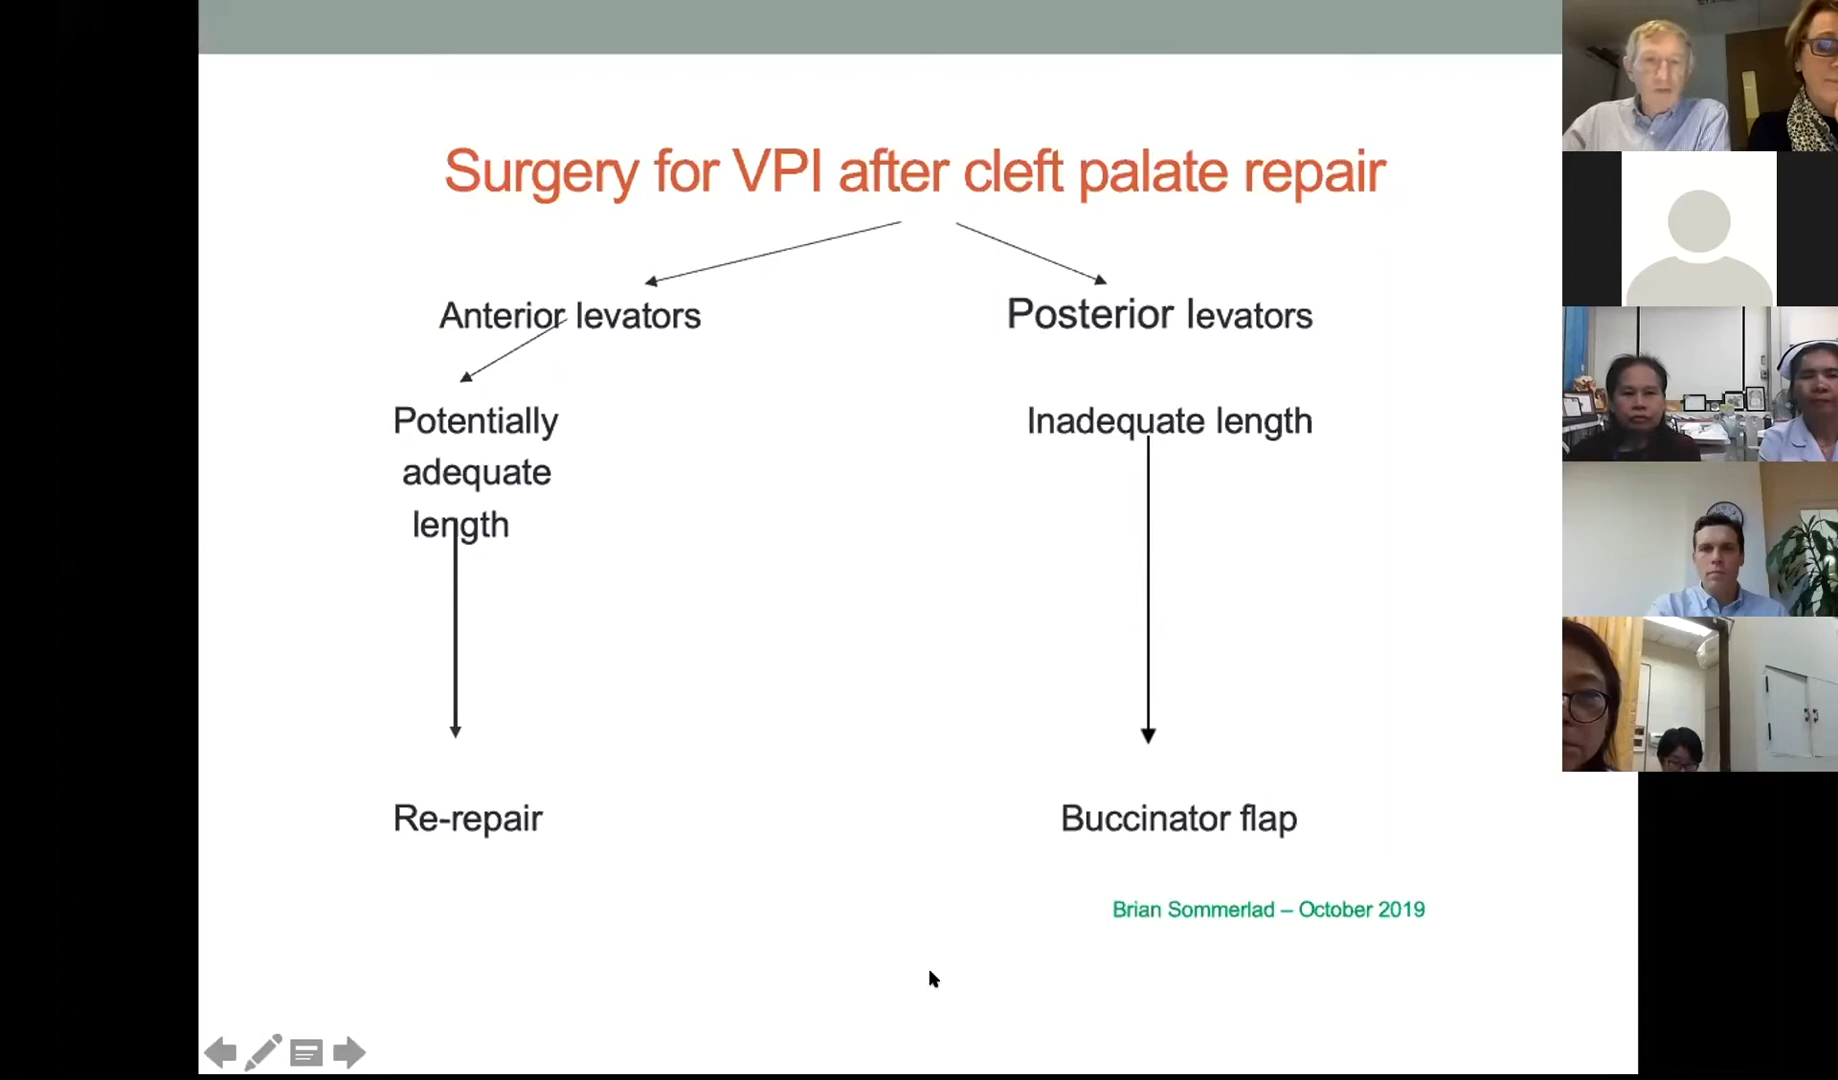 Surgery for VPI after cleft palate repair
Anterior levators
Posterior levators
Potentially
adequate
length
Inadequate length
Re-repair
Buccinator flap
Brian Sommerlad – October 2019